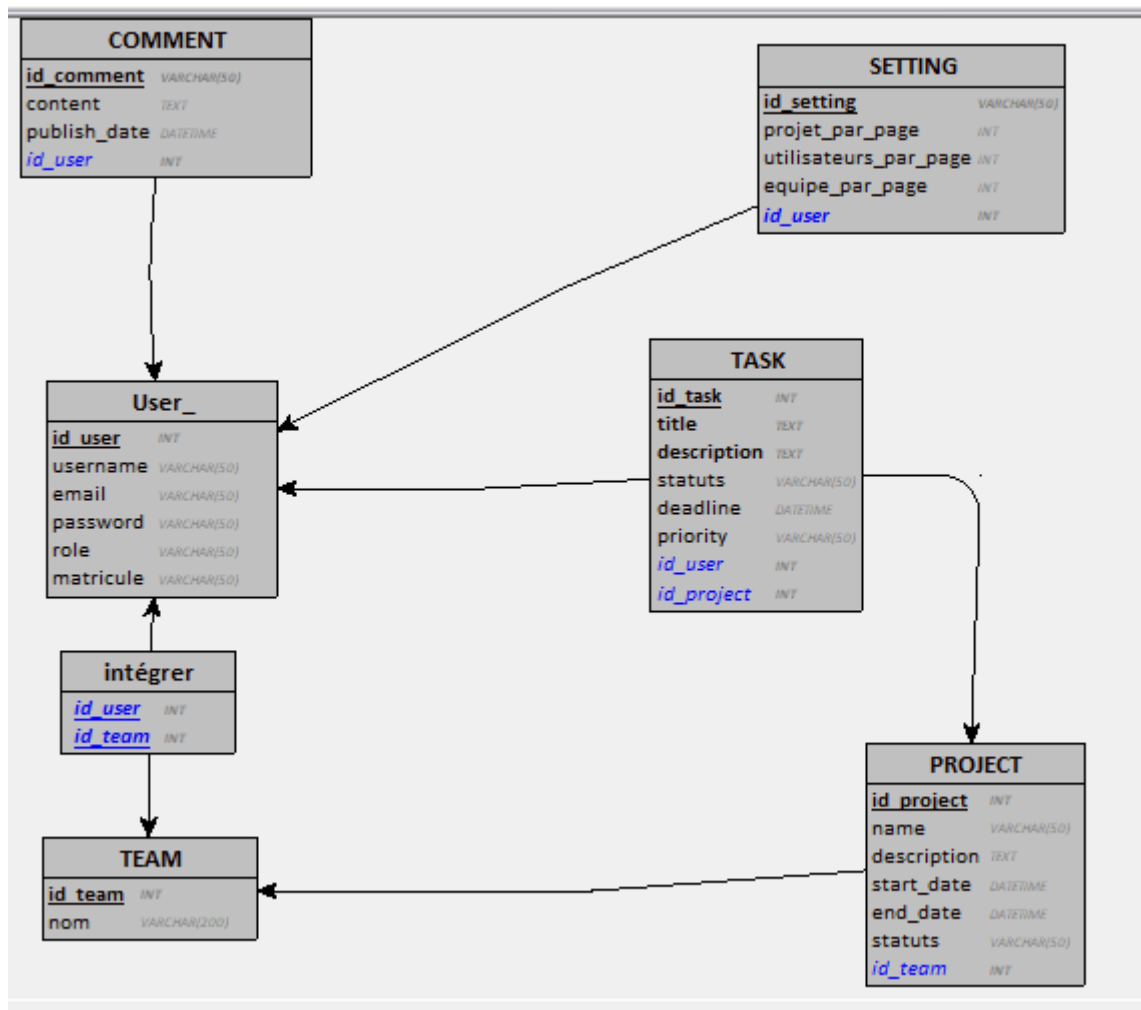 COMMENT
id_comment VARCHAR(50)
content TEXT
publish_date DATETIME
id_user INT
SETTING
id_setting VARCHAR(50)
projet_par_page INT
utilisateurs_par_page INT
equipe_par_page INT
id_user INT
TASK
id_task INT
title TEXT
description TEXT
statuts VARCHAR(50)
deadline DATETIME
priority VARCHAR(50)
id_user INT
id_project INT
User_
id_user INT
username VARCHAR(50)
email VARCHAR(50)
password VARCHAR(50)
role VARCHAR(50)
matricule VARCHAR(50)
intégrer
id_user INT
id_team INT
TEAM
id_team INT
nom VARCHAR(200)
PROJECT
id_project INT
name VARCHAR(50)
description TEXT
start_date DATETIME
end_date DATETIME
statuts VARCHAR(50)
id_team INT